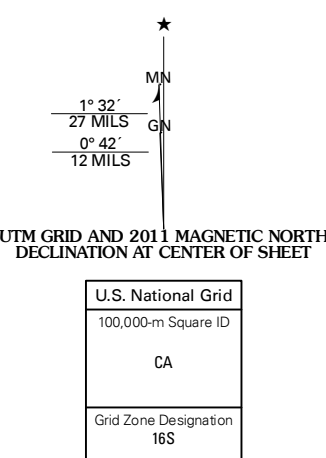 ★
MN
1° 32´
27 MILS
GN
0° 42´
12 MILS
UTM GRID AND 2011 MAGNETIC NORTH
DECLINATION AT CENTER OF SHEET
U.S. National Grid
100,000-m Square ID
CA
Grid Zone Designation
16S